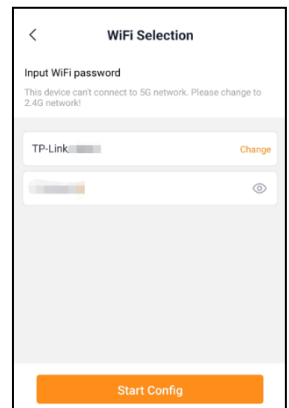 WiFi Selection
Input WiFi password
This device can't connect to 5G network. Please change to
2.4G network!
TP-Link
Change
Start Config